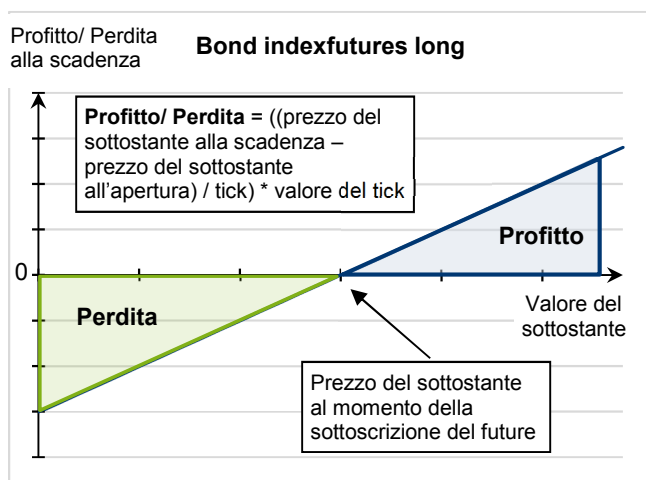 Profitto/ Perdita
alla scadenza
Bond indexfutures long
Profitto/ Perdita = ((prezzo del
sottostante alla scadenza –
prezzo del sottostante
all'apertura) / tick) * valore del tick
Profitto
0
Valore del
sottostante
Perdita
Prezzo del sottostante
al momento della
sottoscrizione del future